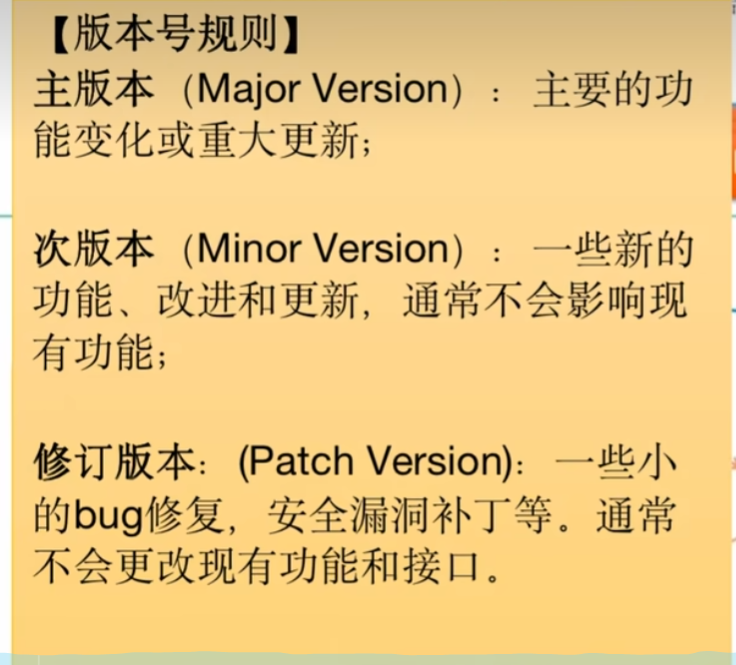 【版本号规则】
主版本（Major Version）： 主要的功
能变化或重大更新；
次版本（Minor Version）： 一些新的
功能、改进和更新，通常不会影响现
有功能；
修订版本：(Patch Version)： 一些小
的bug修复，安全漏洞补丁等。通常
不会更改现有功能和接口。